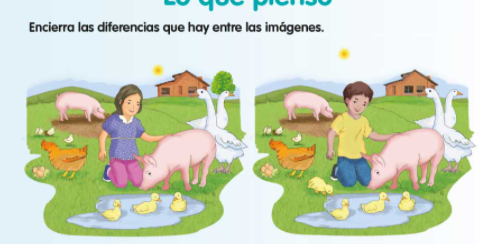 Lo que pienso
Encierra las diferencias que hay entre las imágenes.